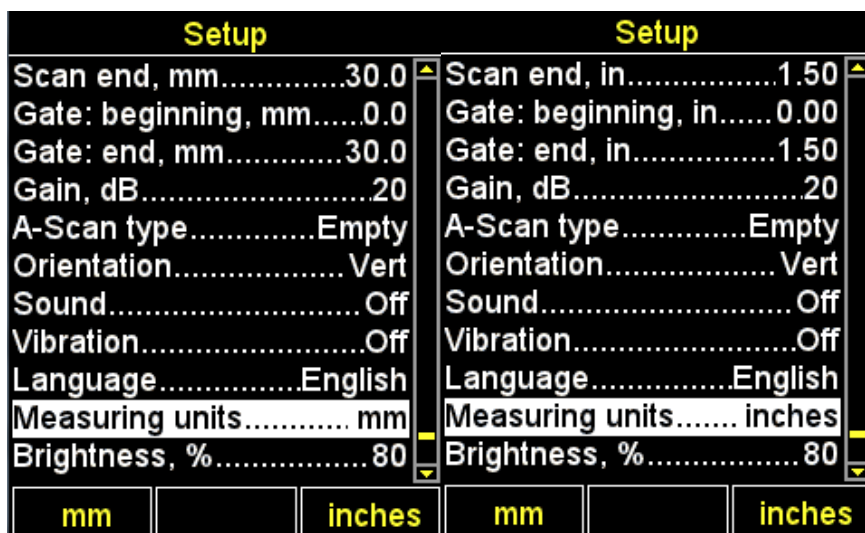 Setup
Scan end, mm..............30.0
Gate: beginning, mm......0.0
Gate: end, mm.............30.0
Gain, dB..........................20
A-Scan type..............Empty
Orientation................... Vert
Sound............................ Off
Vibration.........................Off
Language................English
Measuring units............ mm
Brightness, %................. 80
mm
inches
Setup
Scan end, in.................1.50
Gate: beginning, in......0.00
Gate: end, in................1.50
Gain, dB..........................20
A-Scan type..............Empty
Orientation................... Vert
Sound............................ Off
Vibration.........................Off
Language................English
Measuring units....... inches
Brightness, %................. 80
mm
inches